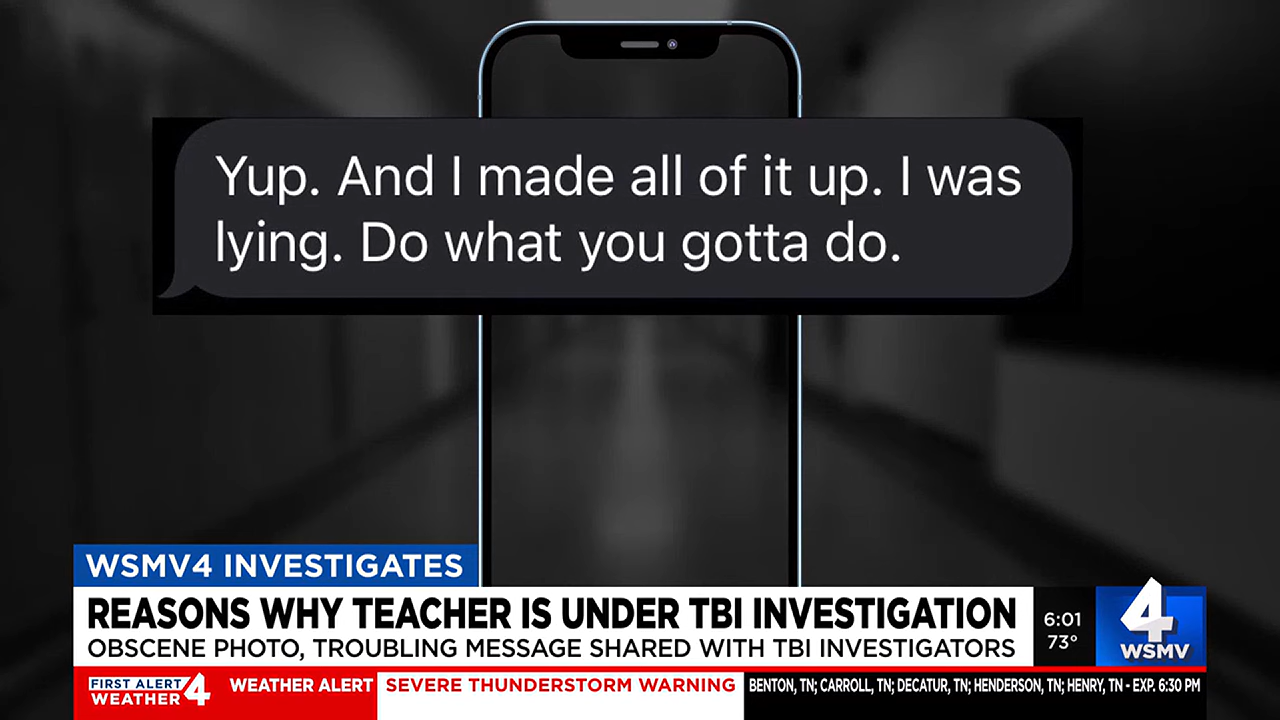 Yup. And I made all of it up. I was
lying. Do what you gotta do.
WSMV4 INVESTIGATES
REASONS WHY TEACHER IS UNDER TBI INVESTIGATION
OBSCENE PHOTO, TROUBLING MESSAGE SHARED WITH TBI INVESTIGATORS
6:01
73°
4
WSMV
FIRST ALERT
WEATHER 4
WEATHER ALERT
SEVERE THUNDERSTORM WARNING
BENTON, TN; CARROLL, TN; DECATUR, TN; HENDERSON, TN; HENRY, TN - EXP. 6:30 PM